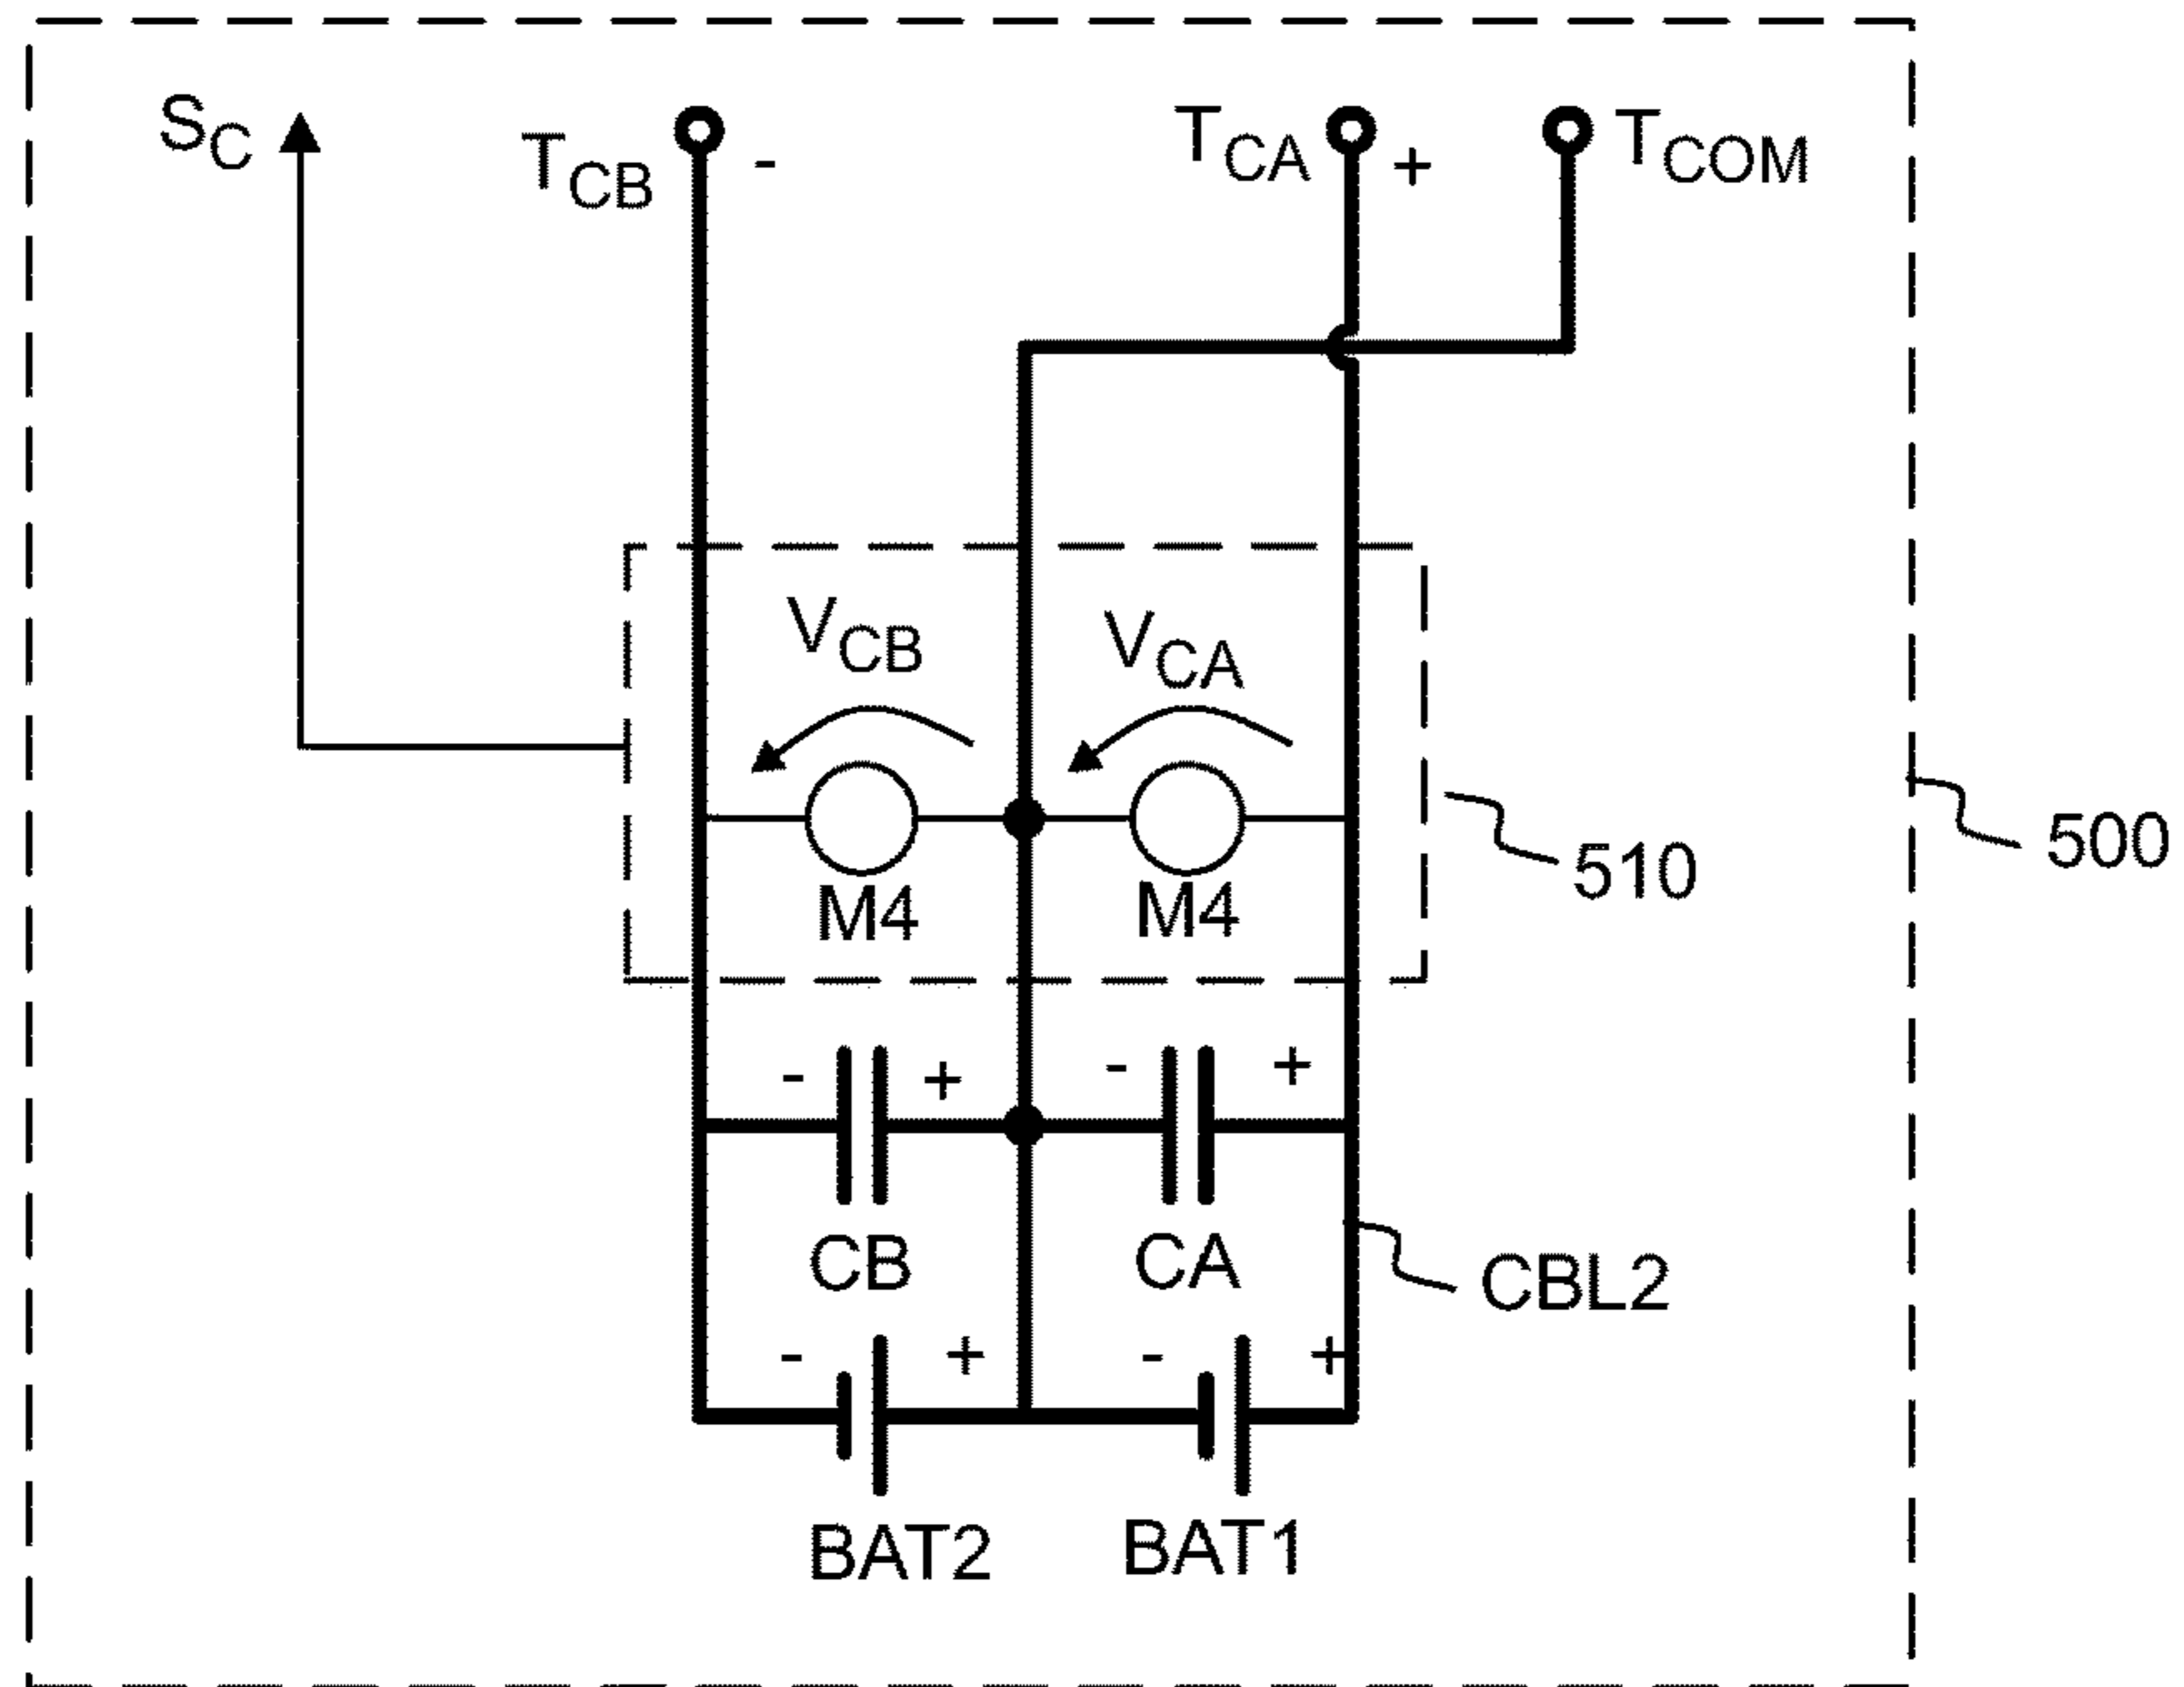 SC
TCB
-
TCA
+
TCOM
VCB
VCA
M4
M4
510
500
-
+
-
+
CB
CA
CBL2
-
+
-
+
BAT2
BAT1